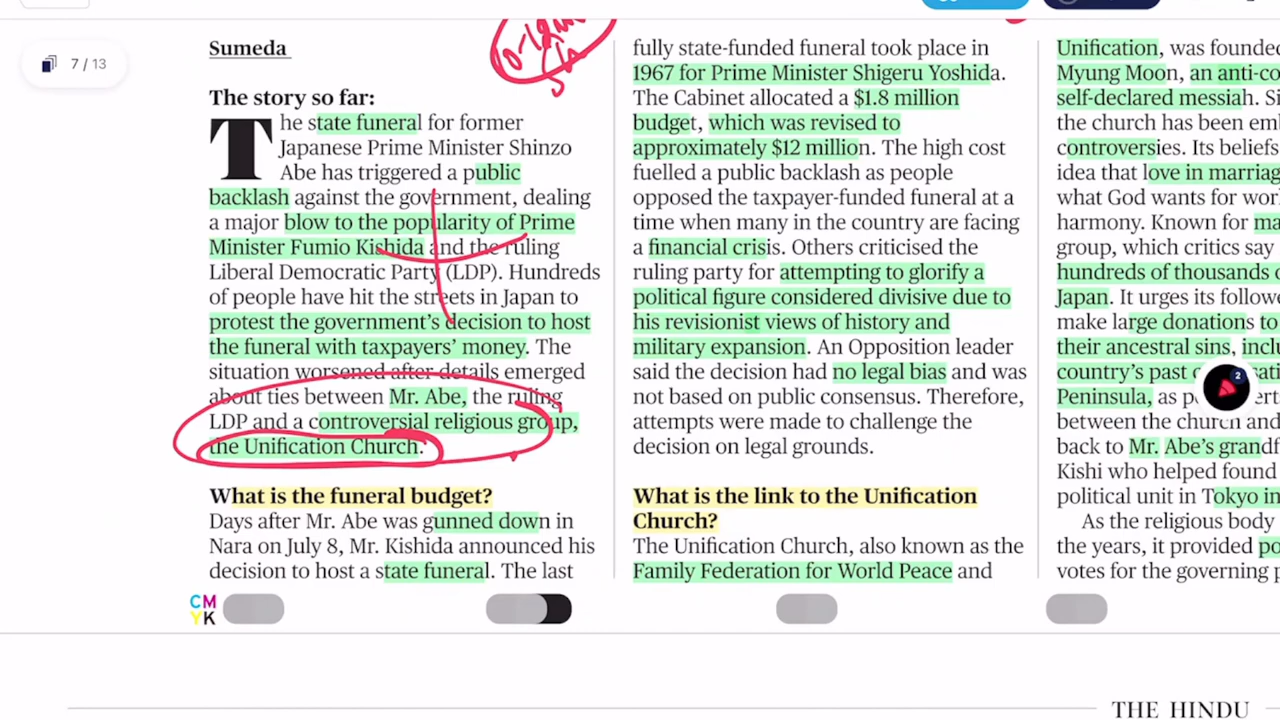 7 / 13
Sumeda
The story so far:
The state funeral for former
Japanese Prime Minister Shinzo
Abe has triggered a public
backlash against the government, dealing
a major blow to the popularity of Prime
Minister Fumio Kishida and the ruling
Liberal Democratic Party (LDP). Hundreds
of people have hit the streets in Japan to
protest the government's decision to host
the funeral with taxpayers' money. The
situation worsened after details emerged
about ties between Mr. Abe, the ruling
LDP and a controversial religious group,
the Unification Church.
What is the funeral budget?
Days after Mr. Abe was gunned down in
Nara on July 8, Mr. Kishida announced his
decision to host a state funeral. The last
fully state-funded funeral took place in
1967 for Prime Minister Shigeru Yoshida.
The Cabinet allocated a $1.8 million
budget, which was revised to
approximately $12 million. The high cost
fuelled a public backlash as people
opposed the taxpayer-funded funeral at a
time when many in the country are facing
a financial crisis. Others criticised the
ruling party for attempting to glorify a
political figure considered divisive due to
his revisionist views of history and
military expansion. An Opposition leader
said the decision had no legal bias and was
not based on public consensus. Therefore,
attempts were made to challenge the
decision on legal grounds.
What is the link to the Unification
Church?
The Unification Church, also known as the
Family Federation for World Peace and
Unification, was founded
Myung Moon, an anti-co
self-declared messiah. Si
the church has been em
controversies. Its beliefs
idea that love in marriag
what God wants for wor
harmony. Known for ma
group, which critics say
hundreds of thousands o
Japan. It urges its followe
make large donations to
their ancestral sins, inclu
country's past
Peninsula, as
between the church and
back to Mr. Abe's grandf
Kishi who helped found
political unit in Tokyo in
As the religious body
the years, it provided po
votes for the governing p
2
CM
YK
THE HINDU